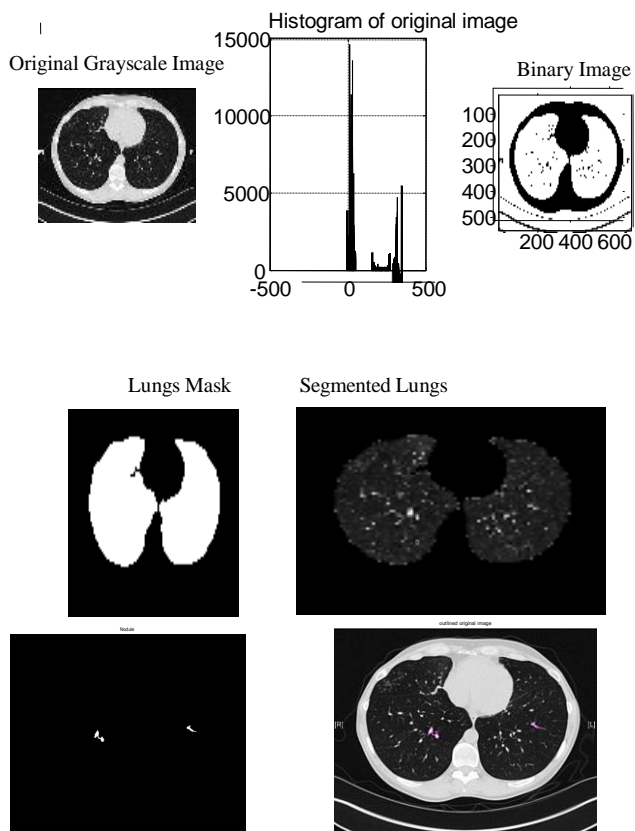 Histogram of original image
Original Grayscale Image
Binary Image
15000
10000
5000
0
-500
0
500
100
200
300
400
500
200 400 600
Lungs Mask
Segmented Lungs
Nodule
outlined original image
[R]
[L]